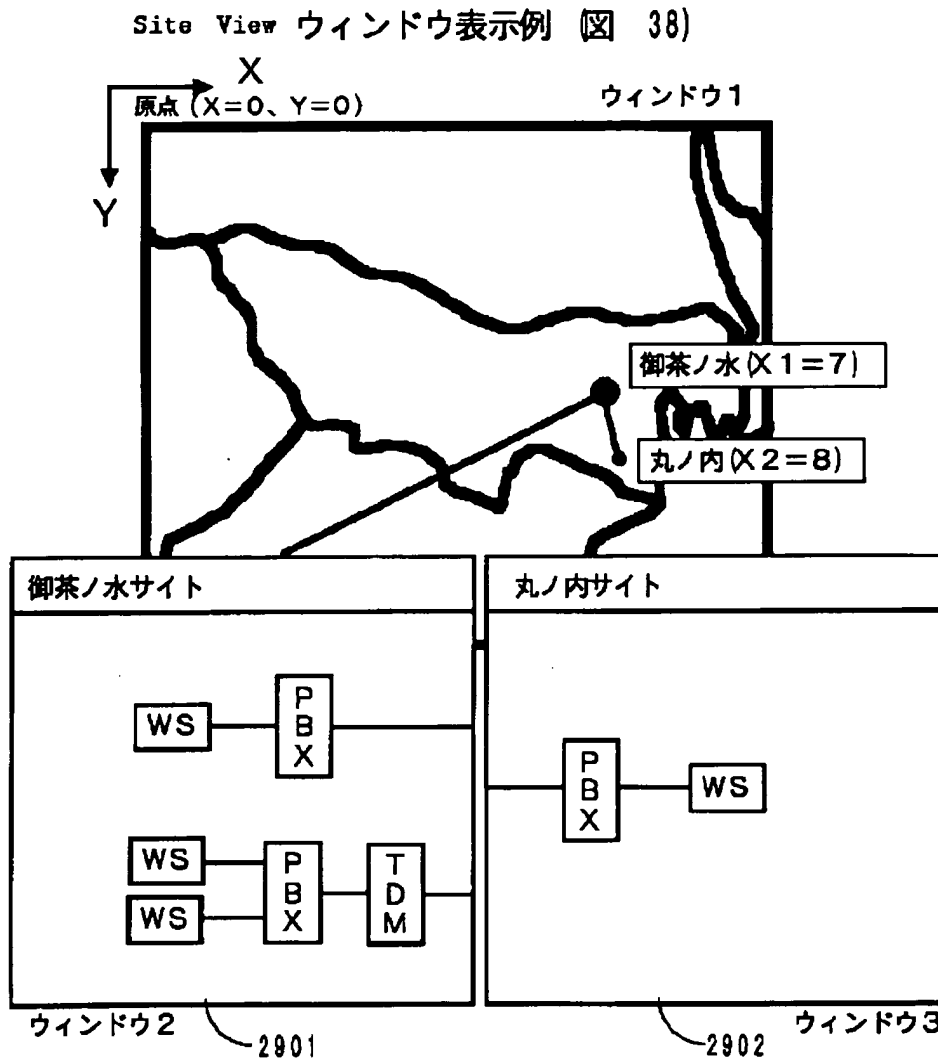 Site View ウィンドウ表示例 (図 38)
X
原点 (X=0、Y=0)
ウィンドウ1
Y
御茶ノ水(X1=7)
丸ノ内(X2=8)
御茶ノ水サイト
丸ノ内サイト
WS
PBX
PBX
WS
WS
WS
PBX
TDM
ウィンドウ2
2901
2902
ウィンドウ3